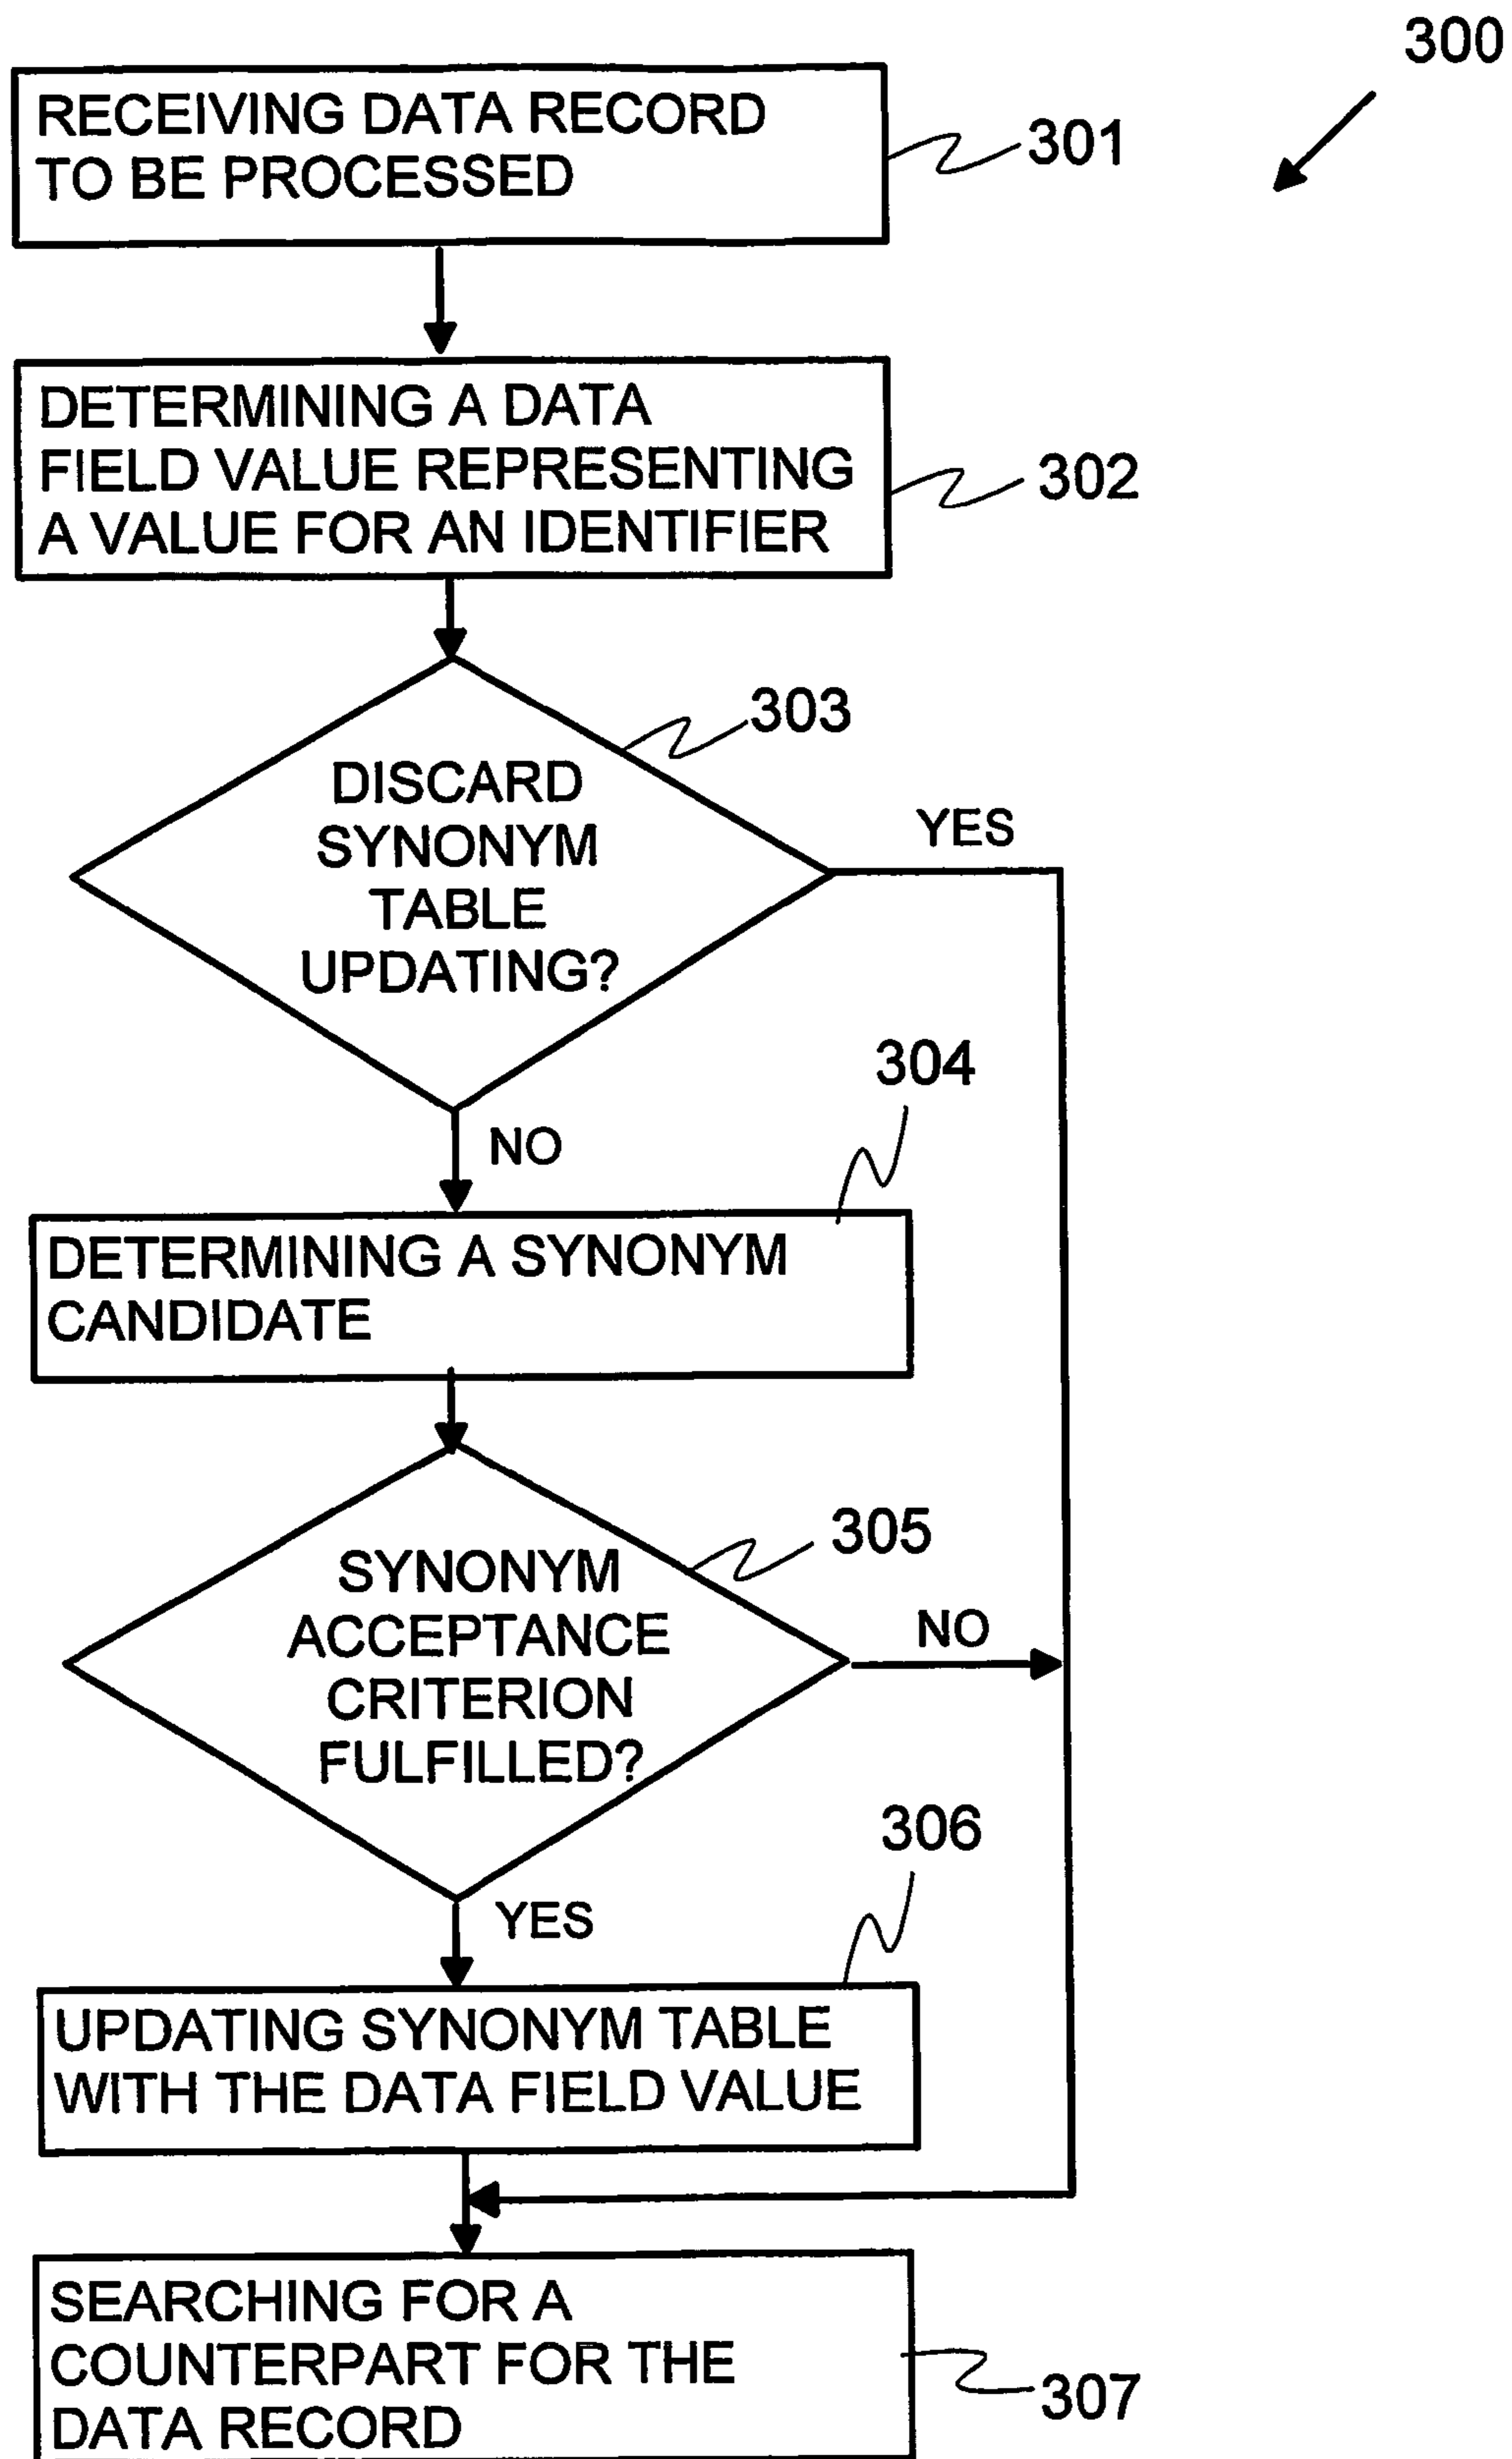 300
RECEIVING DATA RECORD
TO BE PROCESSED
301
DETERMINING A DATA
FIELD VALUE REPRESENTING
A VALUE FOR AN IDENTIFIER
302
303
DISCARD
SYNONYM
TABLE
UPDATING?
YES
NO
304
DETERMINING A SYNONYM
CANDIDATE
305
SYNONYM
ACCEPTANCE
CRITERION
FULFILLED?
NO
YES
306
UPDATING SYNONYM TABLE
WITH THE DATA FIELD VALUE
SEARCHING FOR A
COUNTERPART FOR THE
DATA RECORD
307